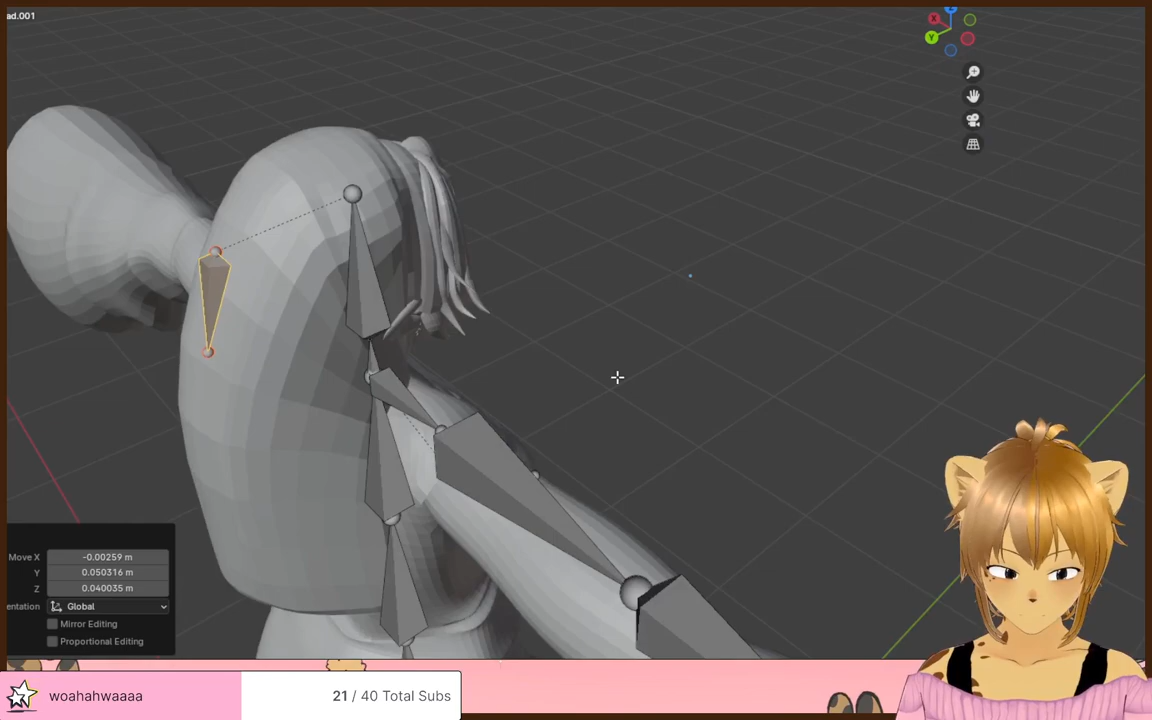 ad.001
X
Y
Z
Move X
-0.00259 m
Y
0.050316 m
Z
0.040035 m
entation
Global
Mirror Editing
Proportional Editing
woahahwaaaa
21 / 40 Total Subs